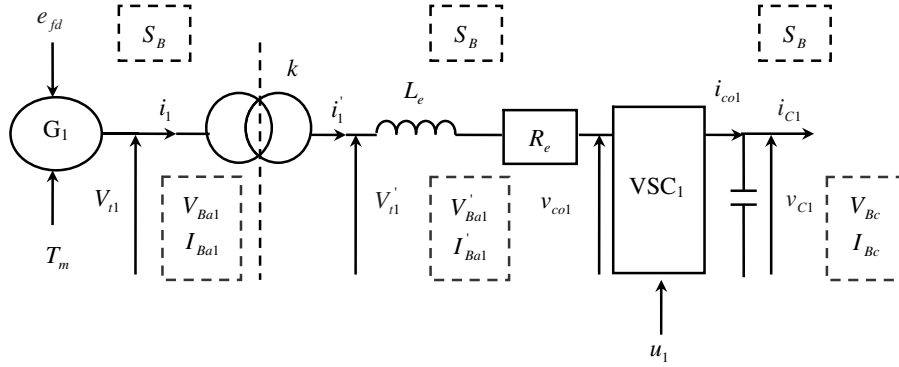 e_fd
S_B
S_B
S_B
k
L_e
i_1
i_1'
i_co1
i_C1
G_1
R_e
VSC_1
V_t1
V_t1'
v_co1
v_C1
V_Ba1
I_Ba1
V_Ba1'
I_Ba1'
V_Bc
I_Bc
T_m
u_1